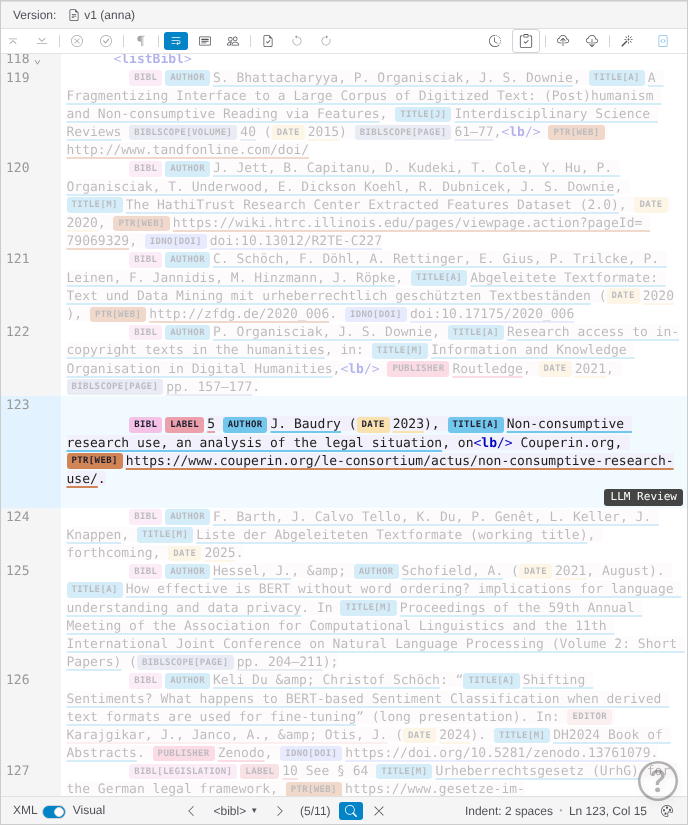 Version: v1 (anna)
118 <listBibl>
119 BIBL AUTHOR S. Bhattacharyya, P. Organisciak, J. S. Downie, TITLE[A] A
Fragmentizing Interface to a Large Corpus of Digitized Text: (Post)humanism
and Non-consumptive Reading via Features, TITLE[J] Interdisciplinary Science
Reviews BIBLSCOPE[VOLUME] 40 ( DATE 2015) BIBLSCOPE[PAGE] 61–77,<lb/> PTR[WEB]
http://www.tandfonline.com/doi/
120 BIBL AUTHOR J. Jett, B. Capitanu, D. Kudeki, T. Cole, Y. Hu, P.
Organisciak, T. Underwood, E. Dickson Koehl, R. Dubnicek, J. S. Downie,
TITLE[M] The HathiTrust Research Center Extracted Features Dataset (2.0), DATE
2020, PTR[WEB] https://wiki.htrc.illinois.edu/pages/viewpage.action?pageId=
79069329, IDNO[DOI] doi:10.13012/R2TE-C227
121 BIBL AUTHOR C. Schöch, F. Döhl, A. Rettinger, E. Gius, P. Trilcke, P.
Leinen, F. Jannidis, M. Hinzmann, J. Röpke, TITLE[A] Abgeleitete Textformate:
Text und Data Mining mit urheberrechtlich geschützten Textbeständen ( DATE 2020
), PTR[WEB] http://zfdg.de/2020_006. IDNO[DOI] doi:10.17175/2020_006
122 BIBL AUTHOR P. Organisciak, J. S. Downie, TITLE[A] Research access to in-
copyright texts in the humanities, in: TITLE[M] Information and Knowledge
Organisation in Digital Humanities,<lb/> PUBLISHER Routledge, DATE 2021,
BIBLSCOPE[PAGE] pp. 157–177.
123
BIBL LABEL 5 AUTHOR J. Baudry ( DATE 2023), TITLE[A] Non-consumptive
research use, an analysis of the legal situation, on<lb/> Couperin.org,
PTR[WEB] https://www.couperin.org/le-consortium/actus/non-consumptive-research-
use/.
LLM Review
124 BIBL AUTHOR F. Barth, J. Calvo Tello, K. Du, P. Genêt, L. Keller, J.
Knappen, TITLE[M] Liste der Abgeleiteten Textformate (working title),
forthcoming, DATE 2025.
125 BIBL AUTHOR Hessel, J., &amp; AUTHOR Schofield, A. ( DATE 2021, August).
TITLE[A] How effective is BERT without word ordering? implications for language
understanding and data privacy. In TITLE[M] Proceedings of the 59th Annual
Meeting of the Association for Computational Linguistics and the 11th
International Joint Conference on Natural Language Processing (Volume 2: Short
Papers) ( BIBLSCOPE[PAGE] pp. 204–211);
126 BIBL AUTHOR Keli Du &amp; Christof Schöch: “ TITLE[A] Shifting
Sentiments? What happens to BERT-based Sentiment Classification when derived
text formats are used for fine-tuning” (long presentation). In: EDITOR
Karajgikar, J., Janco, A., &amp; Otis, J. ( DATE 2024). TITLE[M] DH2024 Book of
Abstracts. PUBLISHER Zenodo, IDNO[DOI] https://doi.org/10.5281/zenodo.13761079.
127 BIBL[LEGISLATION] LABEL 10 See § 64 TITLE[M] Urheberrechtsgesetz (UrhG) for
the German legal framework, PTR[WEB] https://www.gesetze-im-
XML Visual <bibl> (5/11) Indent: 2 spaces • Ln 123, Col 15